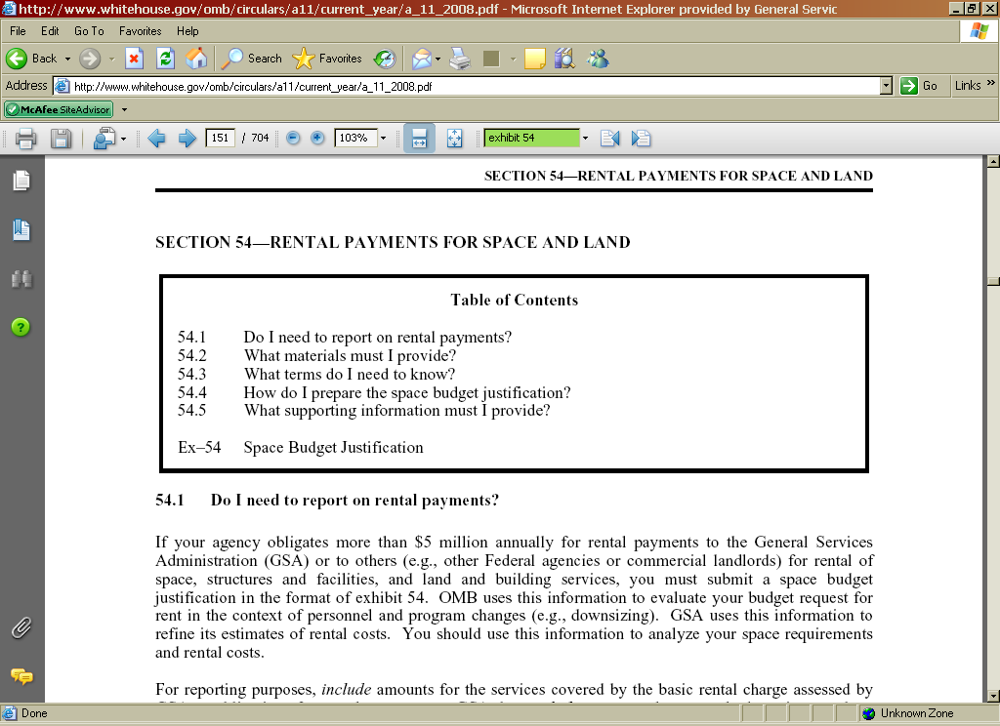 http://www.whitehouse.gov/omb/circulars/a11/current_year/a_11_2008.pdf - Microsoft Internet Explorer provided by General Servic
File Edit Go To Favorites Help
Back Search Favorites
Address http://www.whitehouse.gov/omb/circulars/a11/current_year/a_11_2008.pdf Go Links »
McAfee SiteAdvisor
151 / 704 103% exhibit 54
SECTION 54—RENTAL PAYMENTS FOR SPACE AND LAND
SECTION 54—RENTAL PAYMENTS FOR SPACE AND LAND
Table of Contents
54.1 Do I need to report on rental payments?
54.2 What materials must I provide?
54.3 What terms do I need to know?
54.4 How do I prepare the space budget justification?
54.5 What supporting information must I provide?
Ex–54 Space Budget Justification
54.1 Do I need to report on rental payments?
If your agency obligates more than $5 million annually for rental payments to the General Services
Administration (GSA) or to others (e.g., other Federal agencies or commercial landlords) for rental of
space, structures and facilities, and land and building services, you must submit a space budget
justification in the format of exhibit 54. OMB uses this information to evaluate your budget request for
rent in the context of personnel and program changes (e.g., downsizing). GSA uses this information to
refine its estimates of rental costs. You should use this information to analyze your space requirements
and rental costs.
For reporting purposes, include amounts for the services covered by the basic rental charge assessed by
Done Unknown Zone